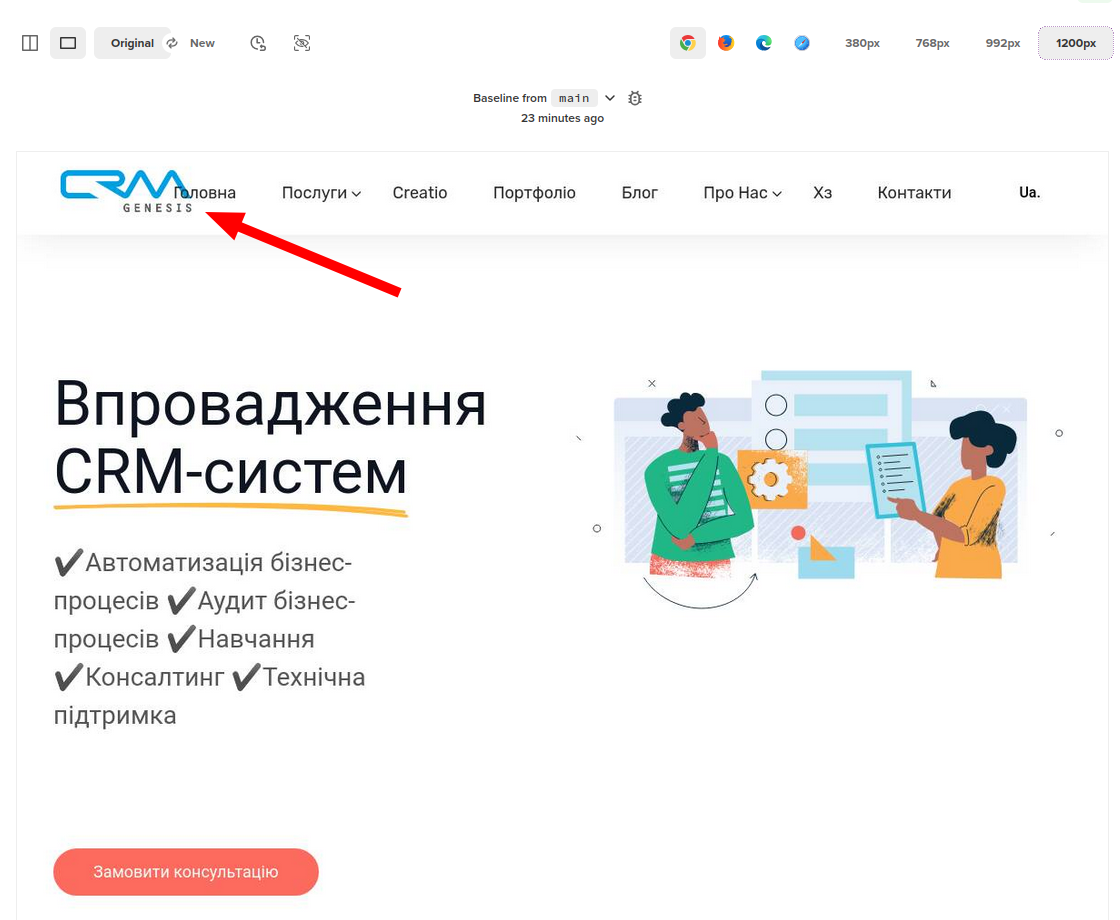 Original New 380px 768px 992px 1200px
Baseline from main
23 minutes ago
CRM
GENESIS
Головна Послуги Creatio Портфоліо Блог Про Нас Хз Контакти Ua.
Впровадження
CRM-систем
✔Автоматизація бізнес-
процесів ✔Аудит бізнес-
процесів ✔Навчання
✔Консалтинг ✔Технічна
підтримка
Замовити консультацію